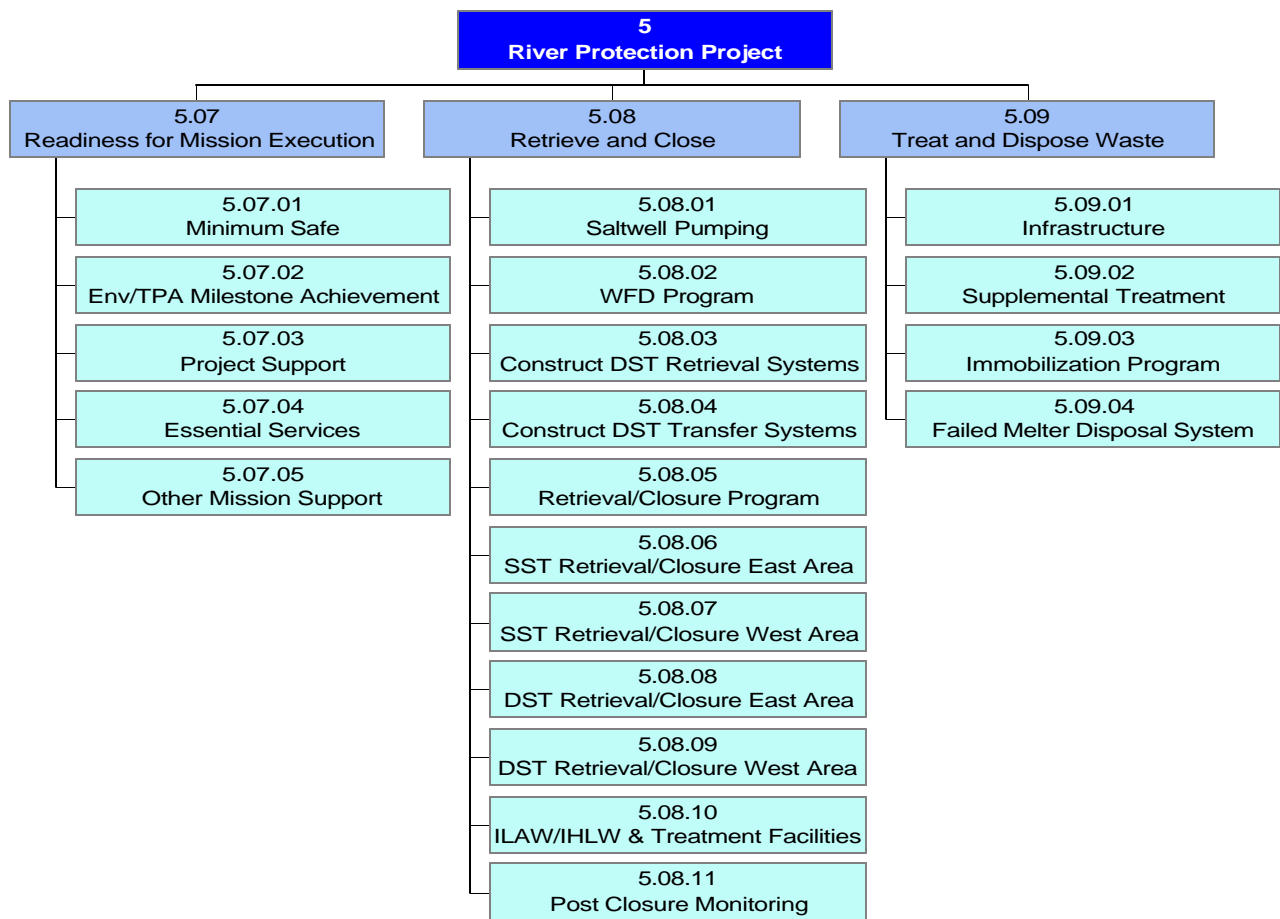 5
River Protection Project
5.07
Readiness for Mission Execution
5.07.01
Minimum Safe
5.07.02
Env/TPA Milestone Achievement
5.07.03
Project Support
5.07.04
Essential Services
5.07.05
Other Mission Support
5.08
Retrieve and Close
5.08.01
Saltwell Pumping
5.08.02
WFD Program
5.08.03
Construct DST Retrieval Systems
5.08.04
Construct DST Transfer Systems
5.08.05
Retrieval/Closure Program
5.08.06
SST Retrieval/Closure East Area
5.08.07
SST Retrieval/Closure West Area
5.08.08
DST Retrieval/Closure East Area
5.08.09
DST Retrieval/Closure West Area
5.08.10
ILAW/IHLW & Treatment Facilities
5.08.11
Post Closure Monitoring
5.09
Treat and Dispose Waste
5.09.01
Infrastructure
5.09.02
Supplemental Treatment
5.09.03
Immobilization Program
5.09.04
Failed Melter Disposal System